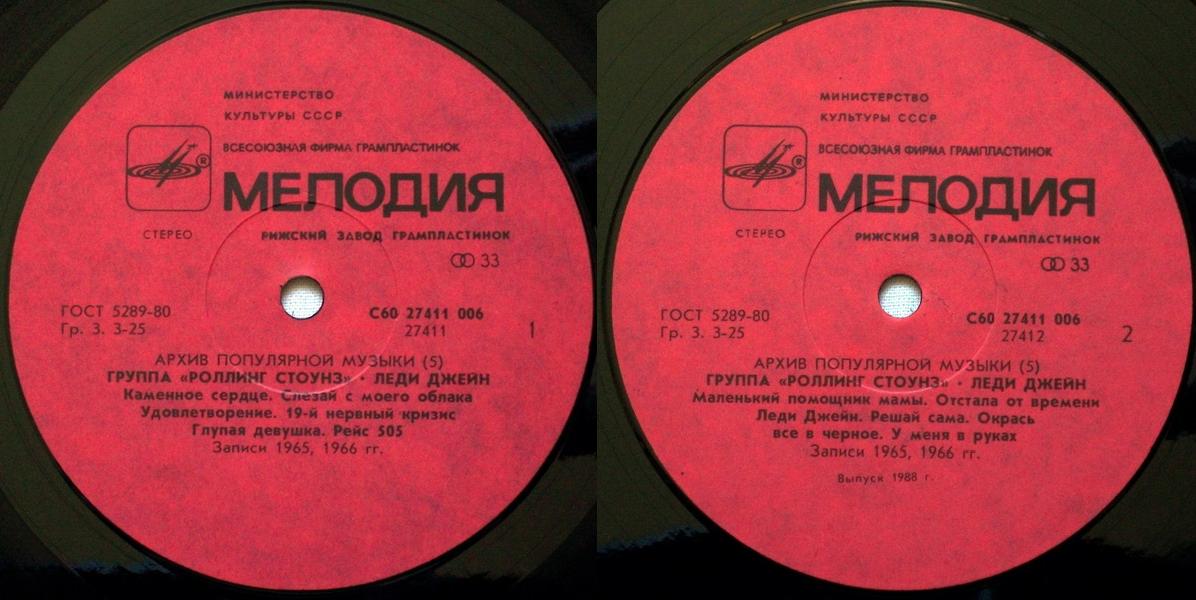 МИНИСТЕРСТВО
КУЛЬТУРЫ СССР
ВСЕСОЮЗНАЯ ФИРМА ГРАМПЛАСТИНОК
®
МЕЛОДИЯ
СТЕРЕО
РИЖСКИЙ ЗАВОД ГРАМПЛАСТИНОК
33
ГОСТ 5289-80
Гр. 3. 3-25
С60 27411 006
27411
1
АРХИВ ПОПУЛЯРНОЙ МУЗЫКИ (5)
ГРУППА «РОЛЛИНГ СТОУНЗ» · ЛЕДИ ДЖЕЙН
Каменное сердце. Слезай с моего облака
Удовлетворение. 19-й нервный кризис
Глупая девушка. Рейс 505
Записи 1965, 1966 гг.
МИНИСТЕРСТВО
КУЛЬТУРЫ СССР
ВСЕСОЮЗНАЯ ФИРМА ГРАМПЛАСТИНОК
®
МЕЛОДИЯ
СТЕРЕО
РИЖСКИЙ ЗАВОД ГРАМПЛАСТИНОК
33
ГОСТ 5289-80
Гр. 3. 3-25
С60 27411 006
27412
2
АРХИВ ПОПУЛЯРНОЙ МУЗЫКИ (5)
ГРУППА «РОЛЛИНГ СТОУНЗ» · ЛЕДИ ДЖЕЙН
Маленький помощник мамы. Отстала от времени
Леди Джейн. Решай сама. Окрась
все в черное. У меня в руках
Записи 1965, 1966 гг.
Выпуск 1988 г.